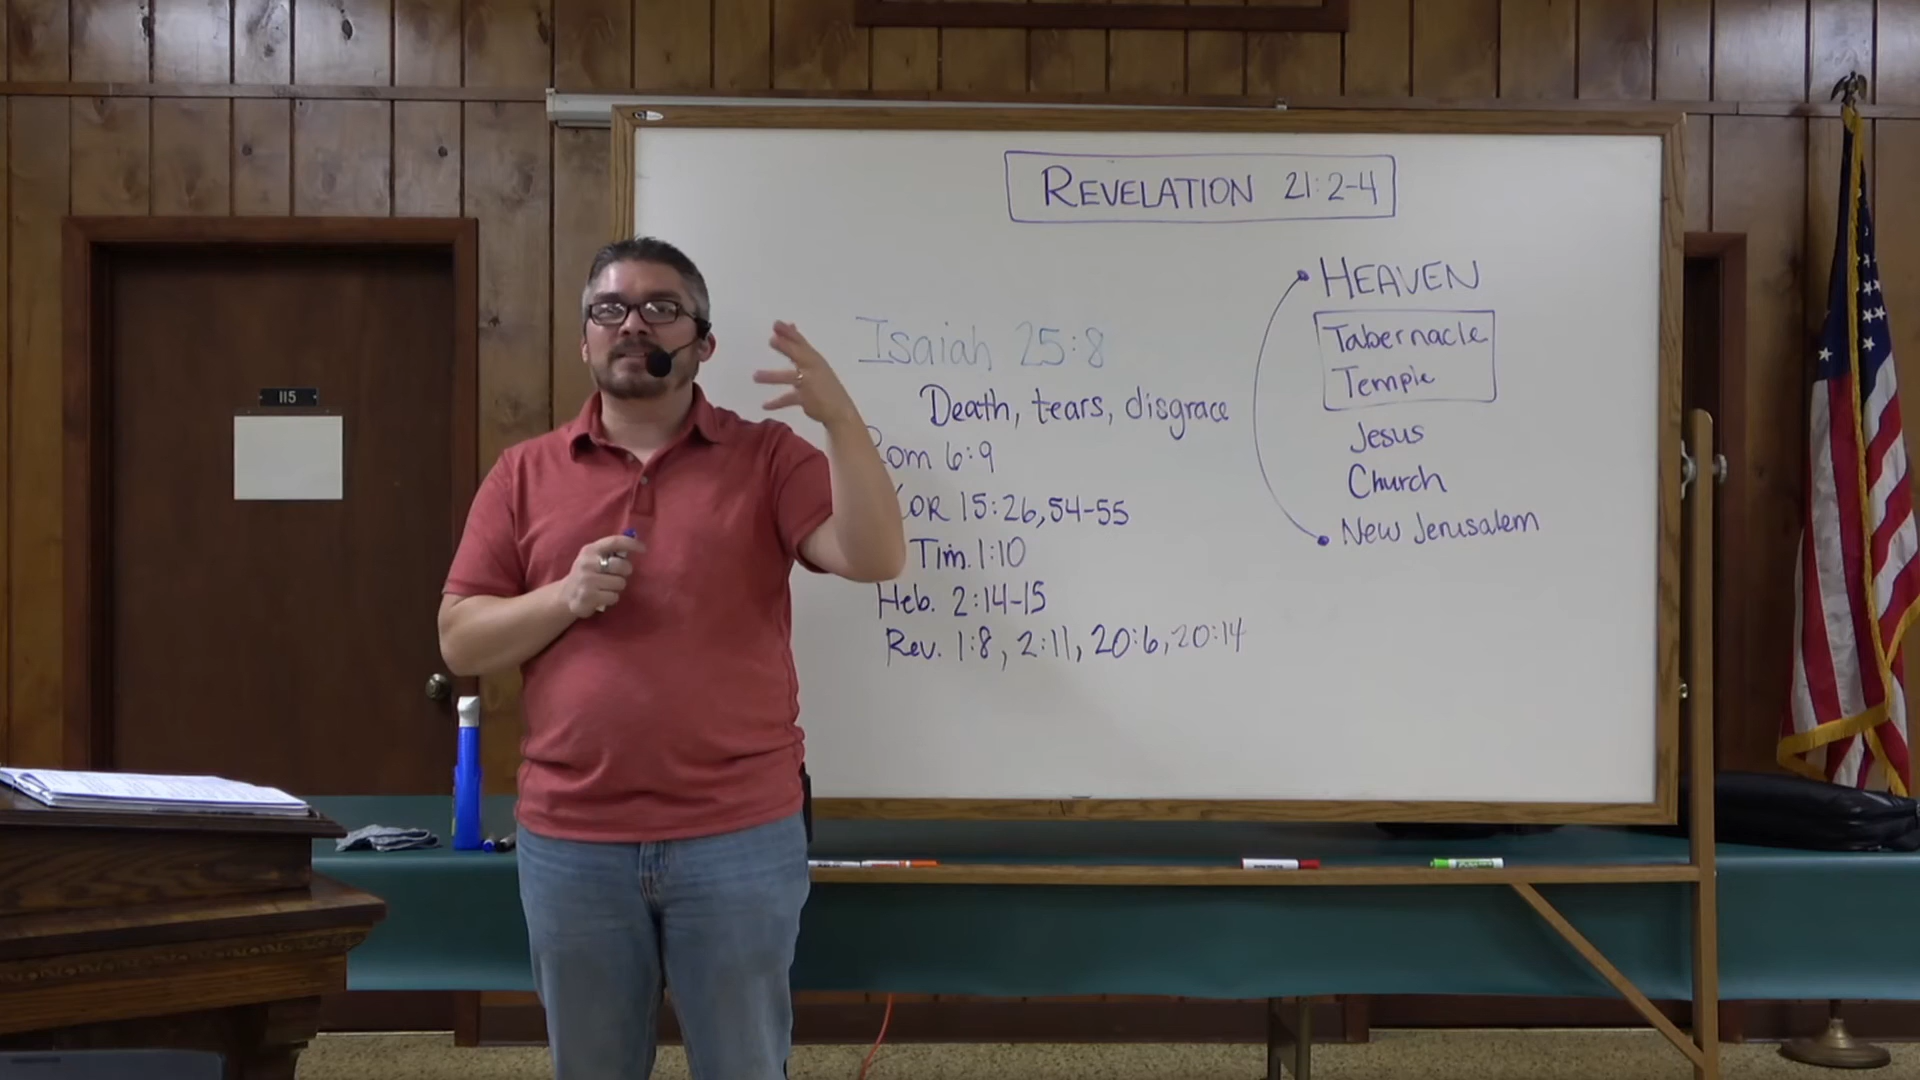 REVELATION 21:2-4
115
Isaiah 25:8
Death, tears, disgrace
Rom 6:9
COR 15:26,54-55
Tim. 1:10
Heb. 2:14-15
Rev. 1:8, 2:11, 20:6, 20:14
HEAVEN
Tabernacle
Temple
Jesus
Church
New Jerusalem